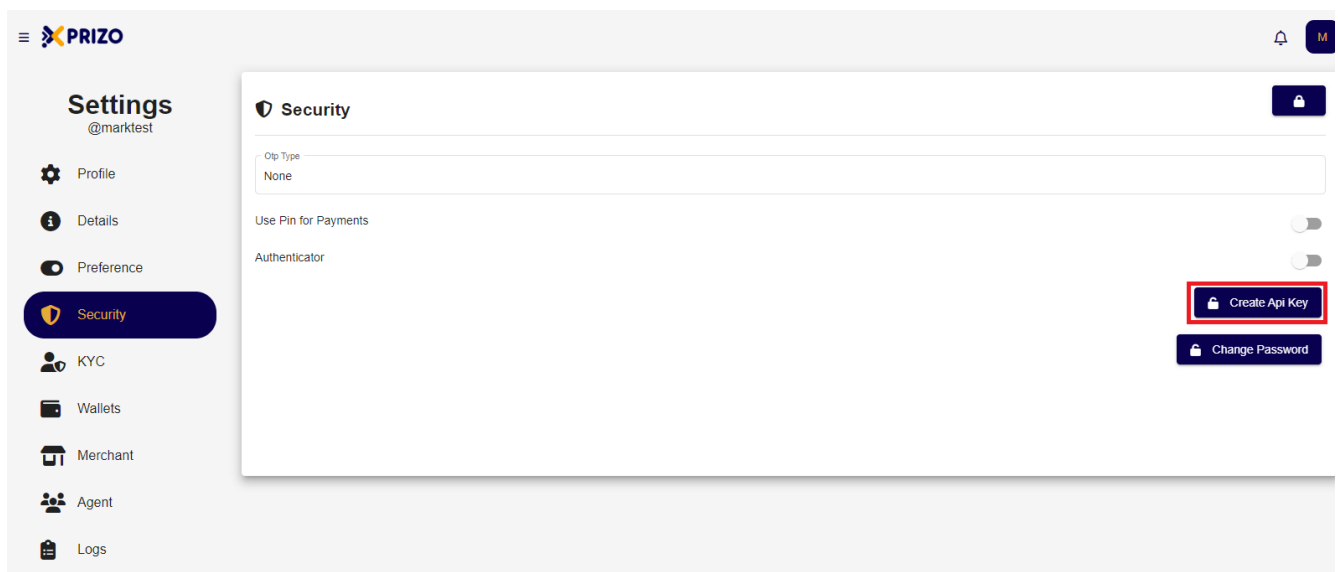 PRIZO
M
Settings
@marktest
Profile
Details
Preference
Security
KYC
Wallets
Merchant
Agent
Logs
Security
Otp Type
None
Use Pin for Payments
Authenticator
Create Api Key
Change Password